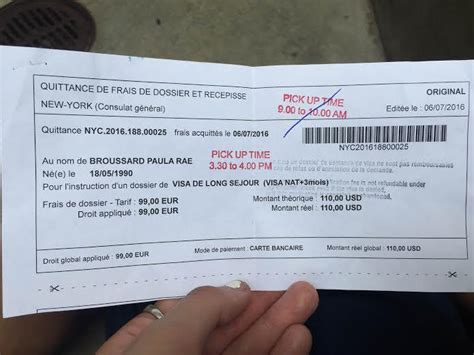 QUITTANCE DE FRAIS DE DOSSIER ET RECEPISSE
ORIGINAL
NEW-YORK (Consulat général)
PICK UP TIME
9.00 to 10.00 AM
Editée le : 06/07/2016
Quittance NYC.2016.188.00025 frais acquittés le 06/07/2016
NYC201618800025
PICK UP TIME
3.30 to 4.00 PM
Au nom de BROUSSARD PAULA RAE
Né(e) le 18/05/1990
Pour l'instruction d'un dossier de VISA DE LONG SEJOUR (VISA NAT+3mois)
Frais de dossier - Tarif : 99,00 EUR Montant théorique : 110,00 USD
Droit appliqué : 99,00 EUR Montant réel : 110,00 USD
Droit global appliqué : 99,00 EUR Mode de paiement : CARTE BANCAIRE Montant réel global : 110,00 USD